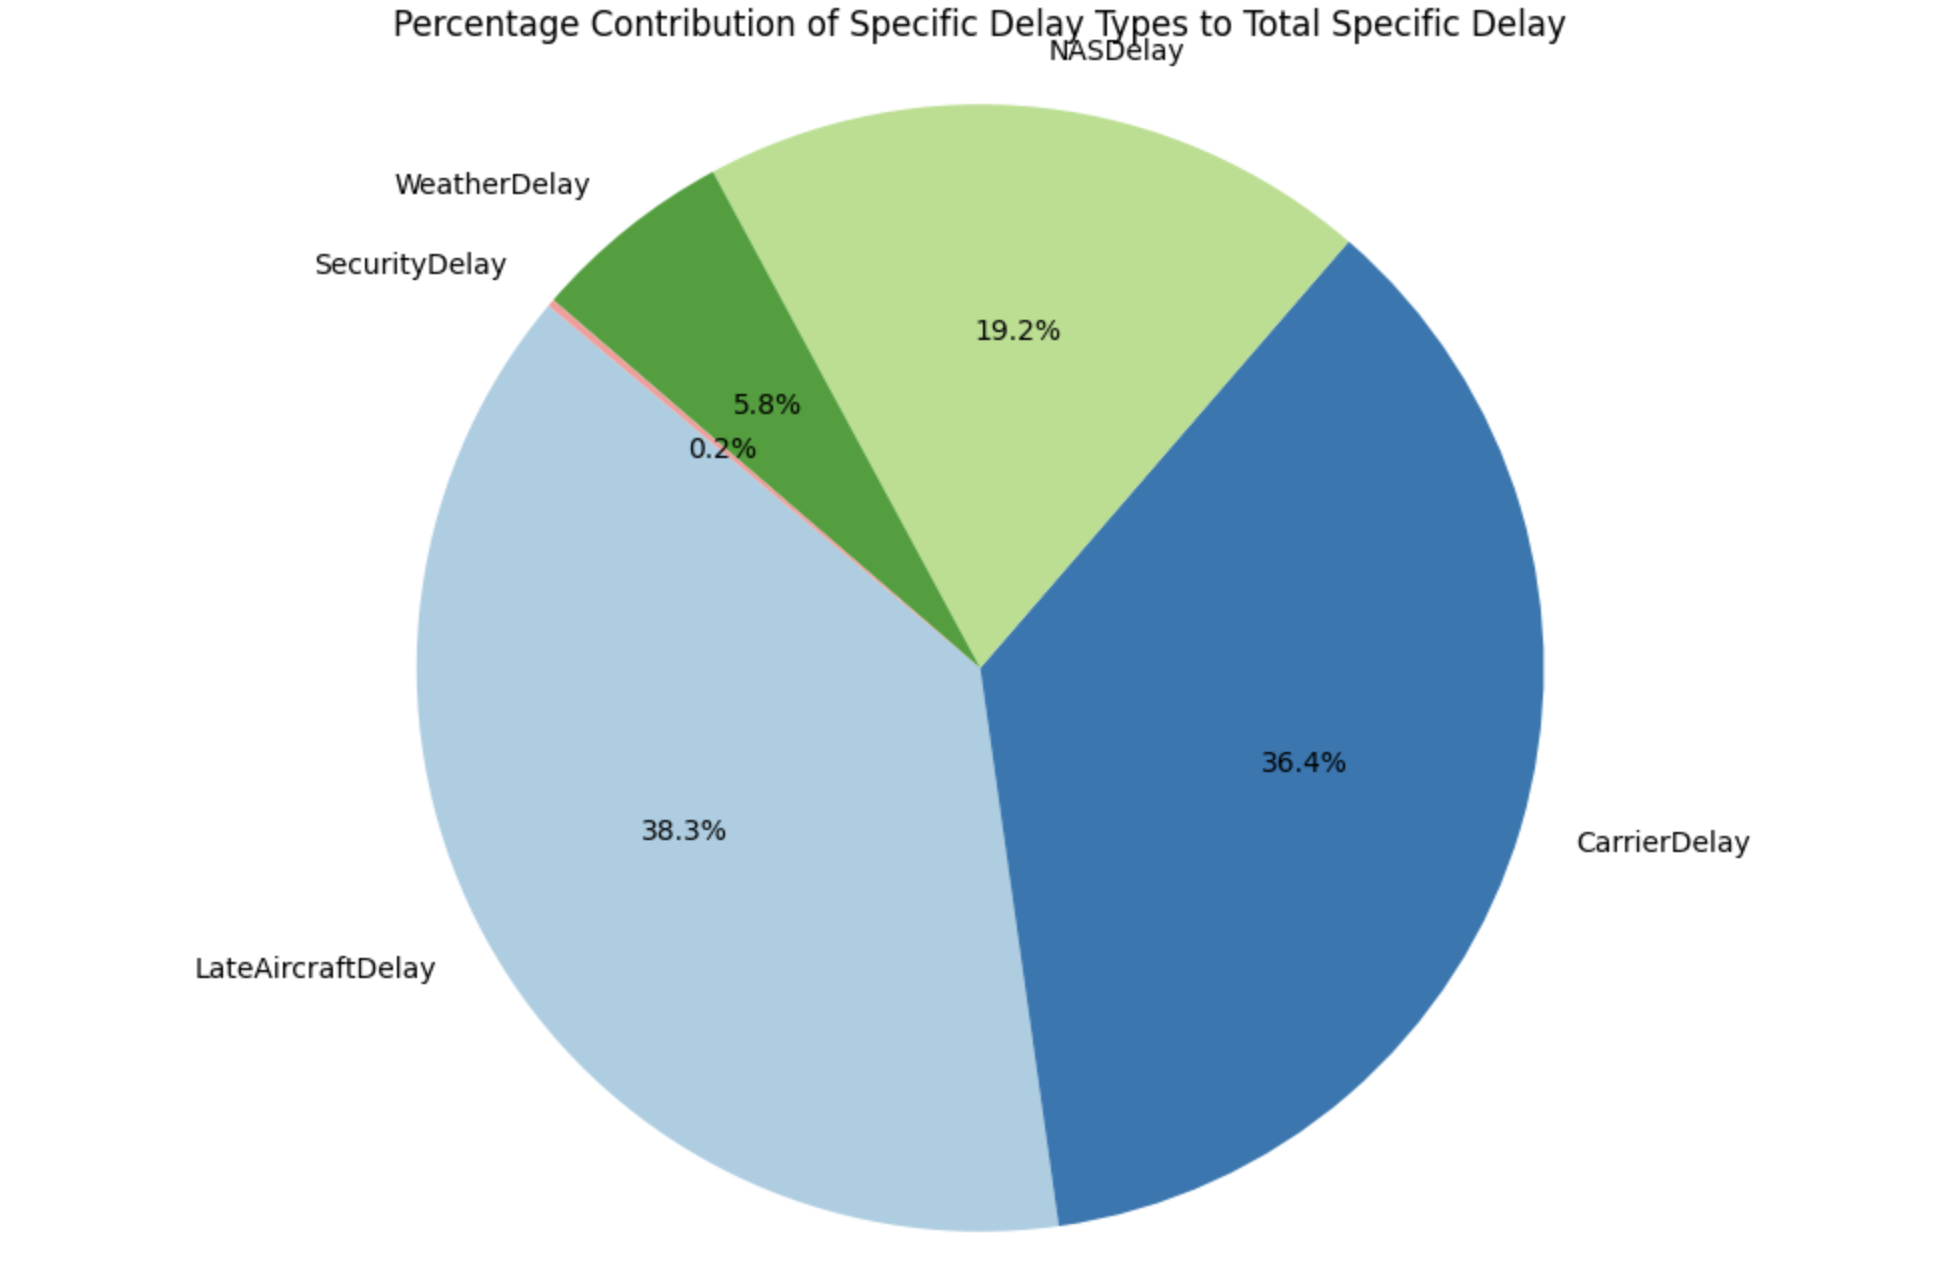 Percentage Contribution of Specific Delay Types to Total Specific Delay
NASDelay
WeatherDelay
SecurityDelay
19.2%
5.8%
0.2%
36.4%
38.3%
CarrierDelay
LateAircraftDelay